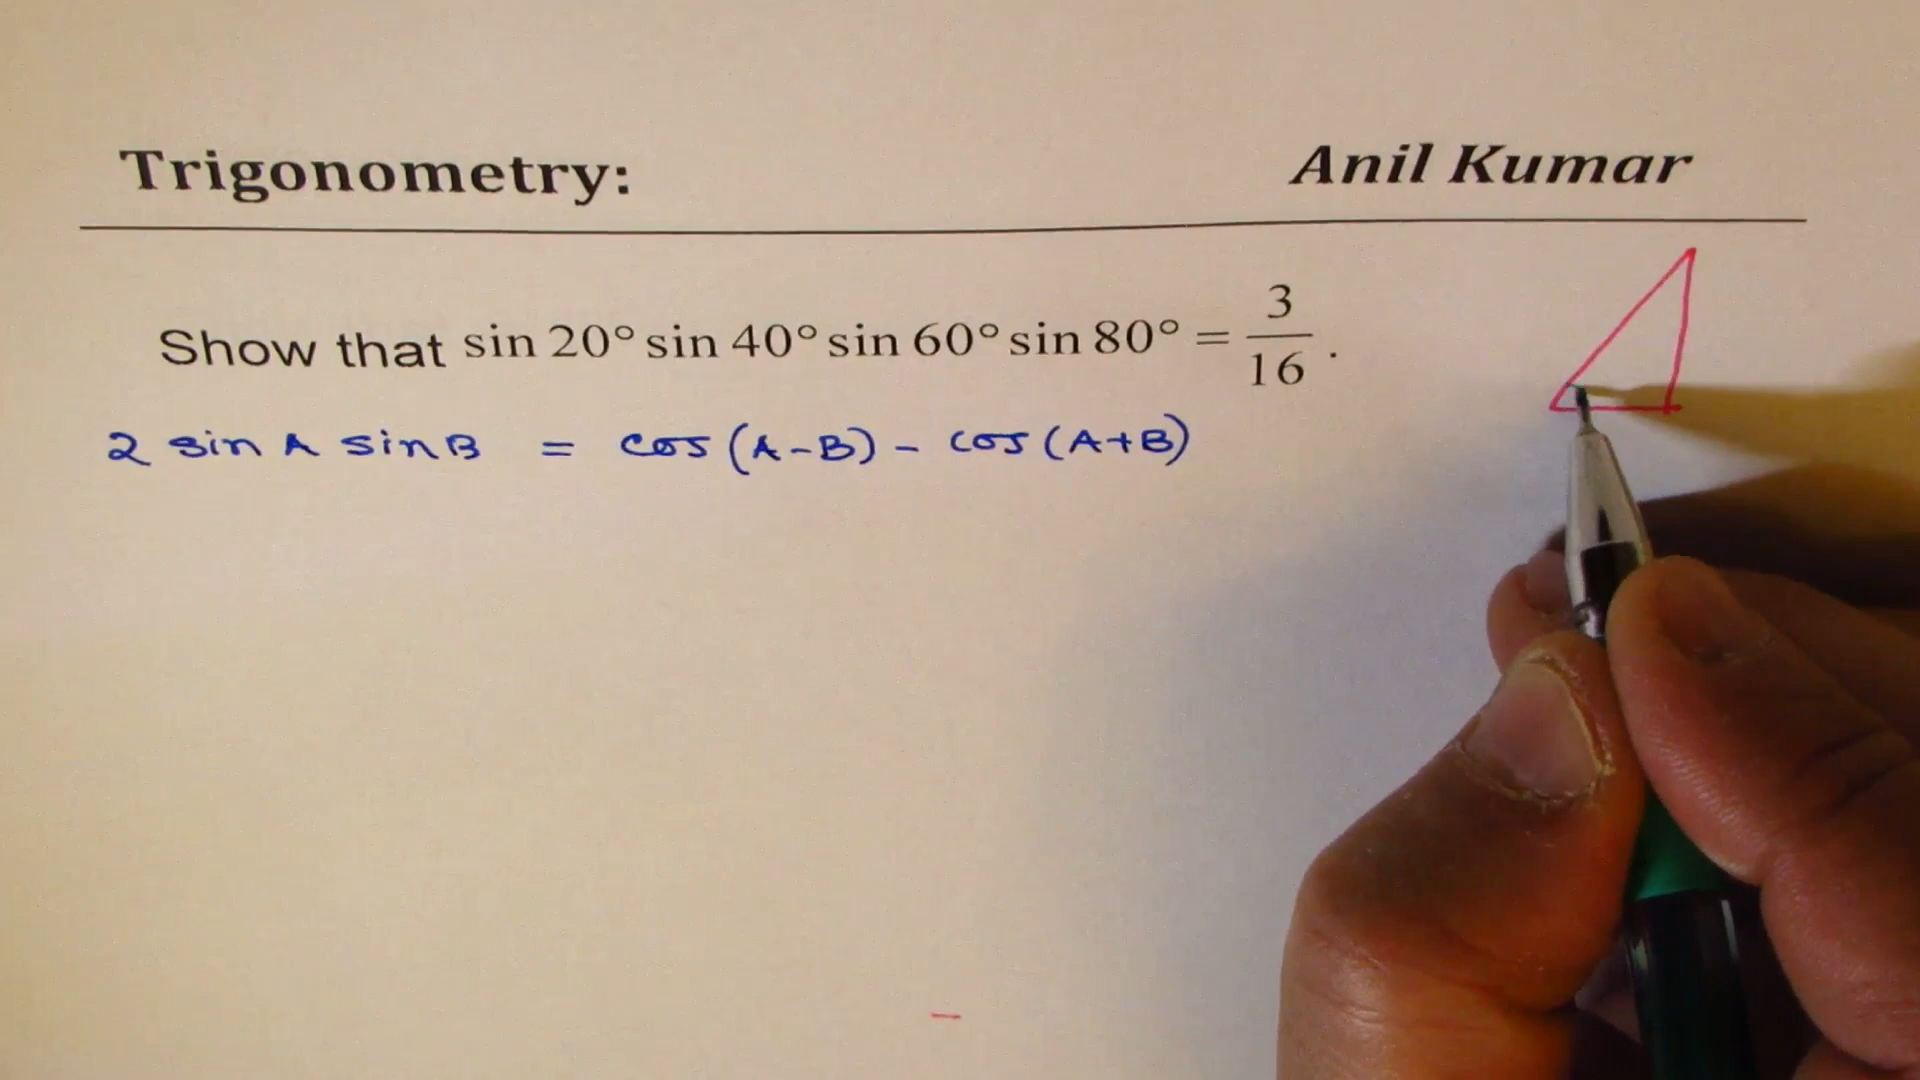 Trigonometry:
Anil Kumar
Show that sin 20° sin 40° sin 60° sin 80° = 3/16 .
2 sin A sin B = cos (A-B) - cos (A+B)